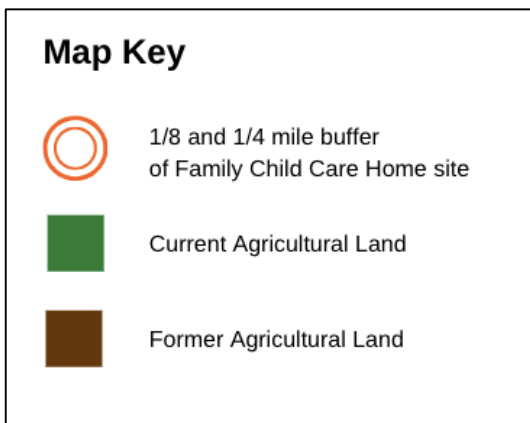 Map Key
1/8 and 1/4 mile buffer
of Family Child Care Home site
Current Agricultural Land
Former Agricultural Land